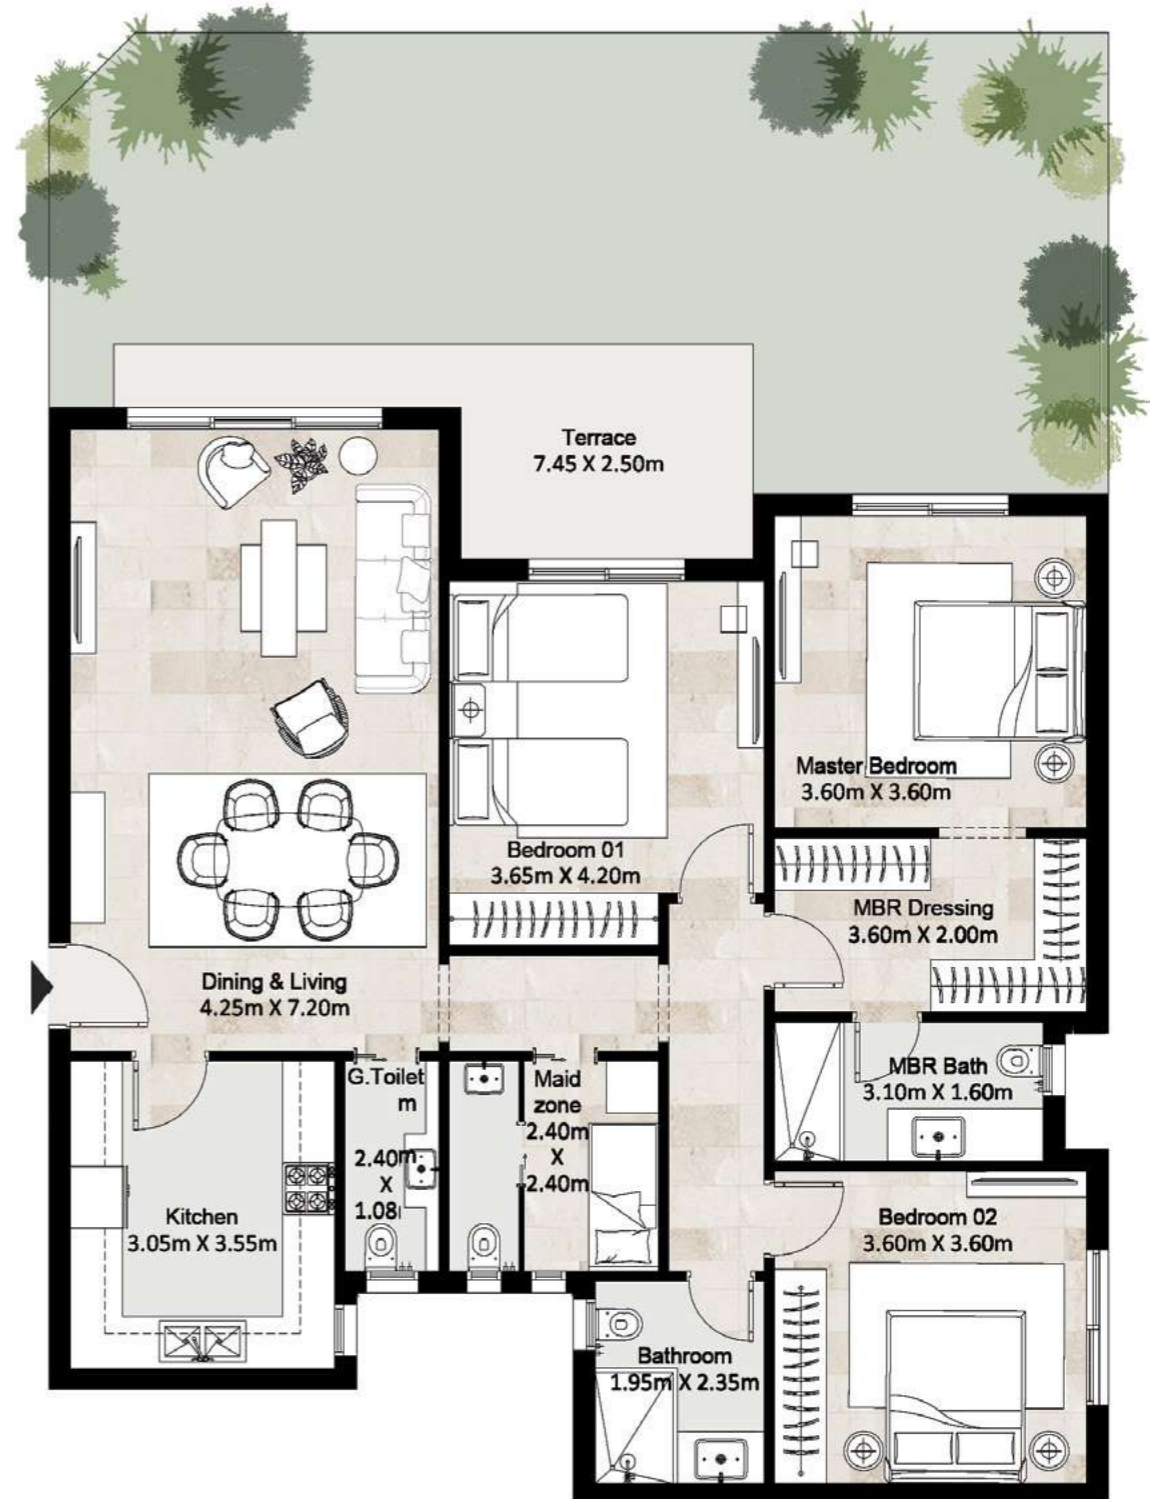 Terrace
7.45 X 2.50m
Master Bedroom
3.60m X 3.60m
Bedroom 01
3.65m X 4.20m
MBR Dressing
3.60m X 2.00m
Dining & Living
4.25m X 7.20m
G.Toilet
m
2.40m
X
1.08
Maid
zone
2.40m
X
2.40m
MBR Bath
3.10m X 1.60m
Kitchen
3.05m X 3.55m
Bedroom 02
3.60m X 3.60m
Bathroom
1.95m X 2.35m